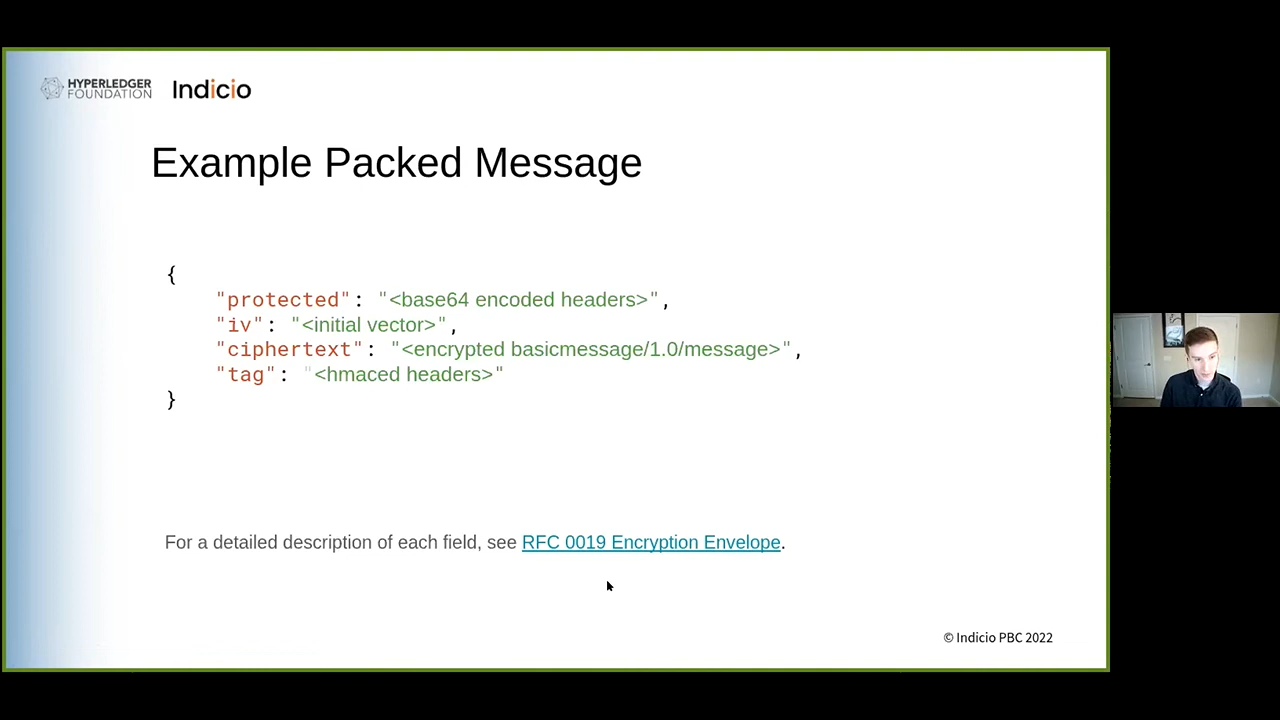 HYPERLEDGER
FOUNDATION
Indicio
Example Packed Message
{
"protected": "<base64 encoded headers>",
"iv": "<initial vector>",
"ciphertext": "<encrypted basicmessage/1.0/message>",
"tag": "<hmaced headers>"
}
For a detailed description of each field, see RFC 0019 Encryption Envelope.
© Indicio PBC 2022